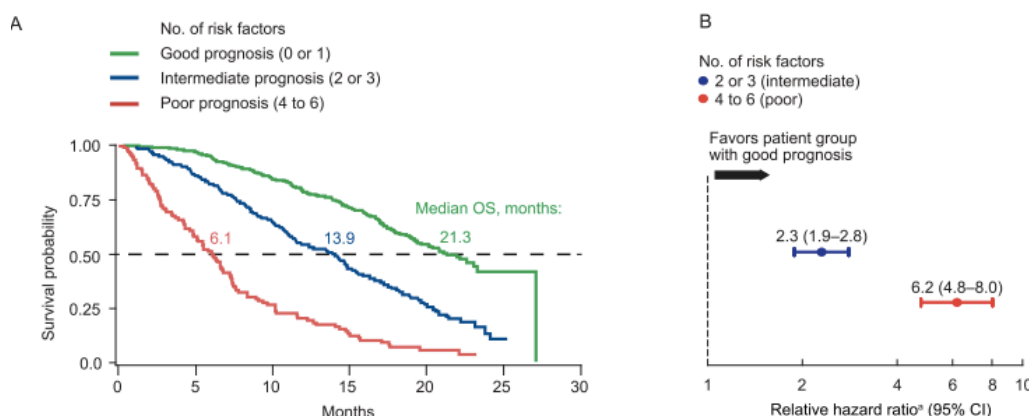 A
No. of risk factors
Good prognosis (0 or 1)
Intermediate prognosis (2 or 3)
Poor prognosis (4 to 6)
Survival probability
1.00
0.75
0.50
0.25
0.0
Median OS, months:
6.1
13.9
21.3
0 5 10 15 20 25 30
Months
B
No. of risk factors
2 or 3 (intermediate)
4 to 6 (poor)
Favors patient group
with good prognosis
2.3 (1.9–2.8)
6.2 (4.8–8.0)
1 2 4 6 8 10
Relative hazard ratioᵃ (95% CI)